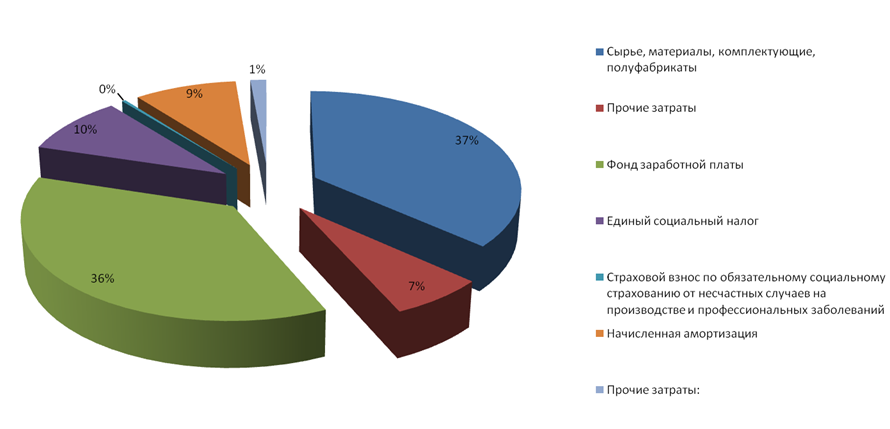 37%
7%
36%
10%
0%
9%
1%
Сырье, материалы, комплектующие,
полуфабрикаты
Прочие затраты
Фонд заработной платы
Единый социальный налог
Страховой взнос по обязательному социальному
страхованию от несчастных случаев на
производстве и профессиональных заболеваний
Начисленная амортизация
Прочие затраты: